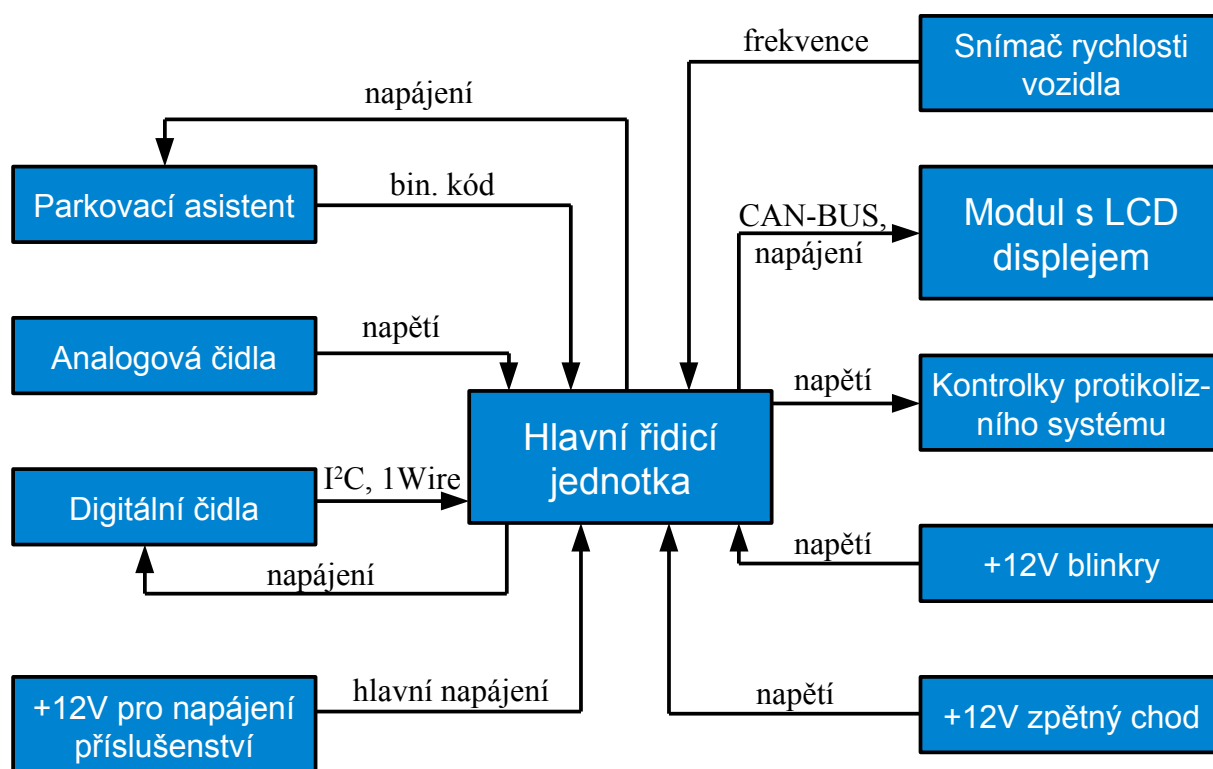 frekvence
Snímač rychlosti
vozidla
napájení
Parkovací asistent
bin. kód
CAN-BUS,
napájení
Modul s LCD
displejem
Analogová čidla
napětí
napětí
Kontrolky protikoliz-
ního systému
Hlavní řidicí
jednotka
Digitální čidla
I²C, 1Wire
napájení
napětí
+12V blinkry
+12V pro napájení
příslušenství
hlavní napájení
napětí
+12V zpětný chod